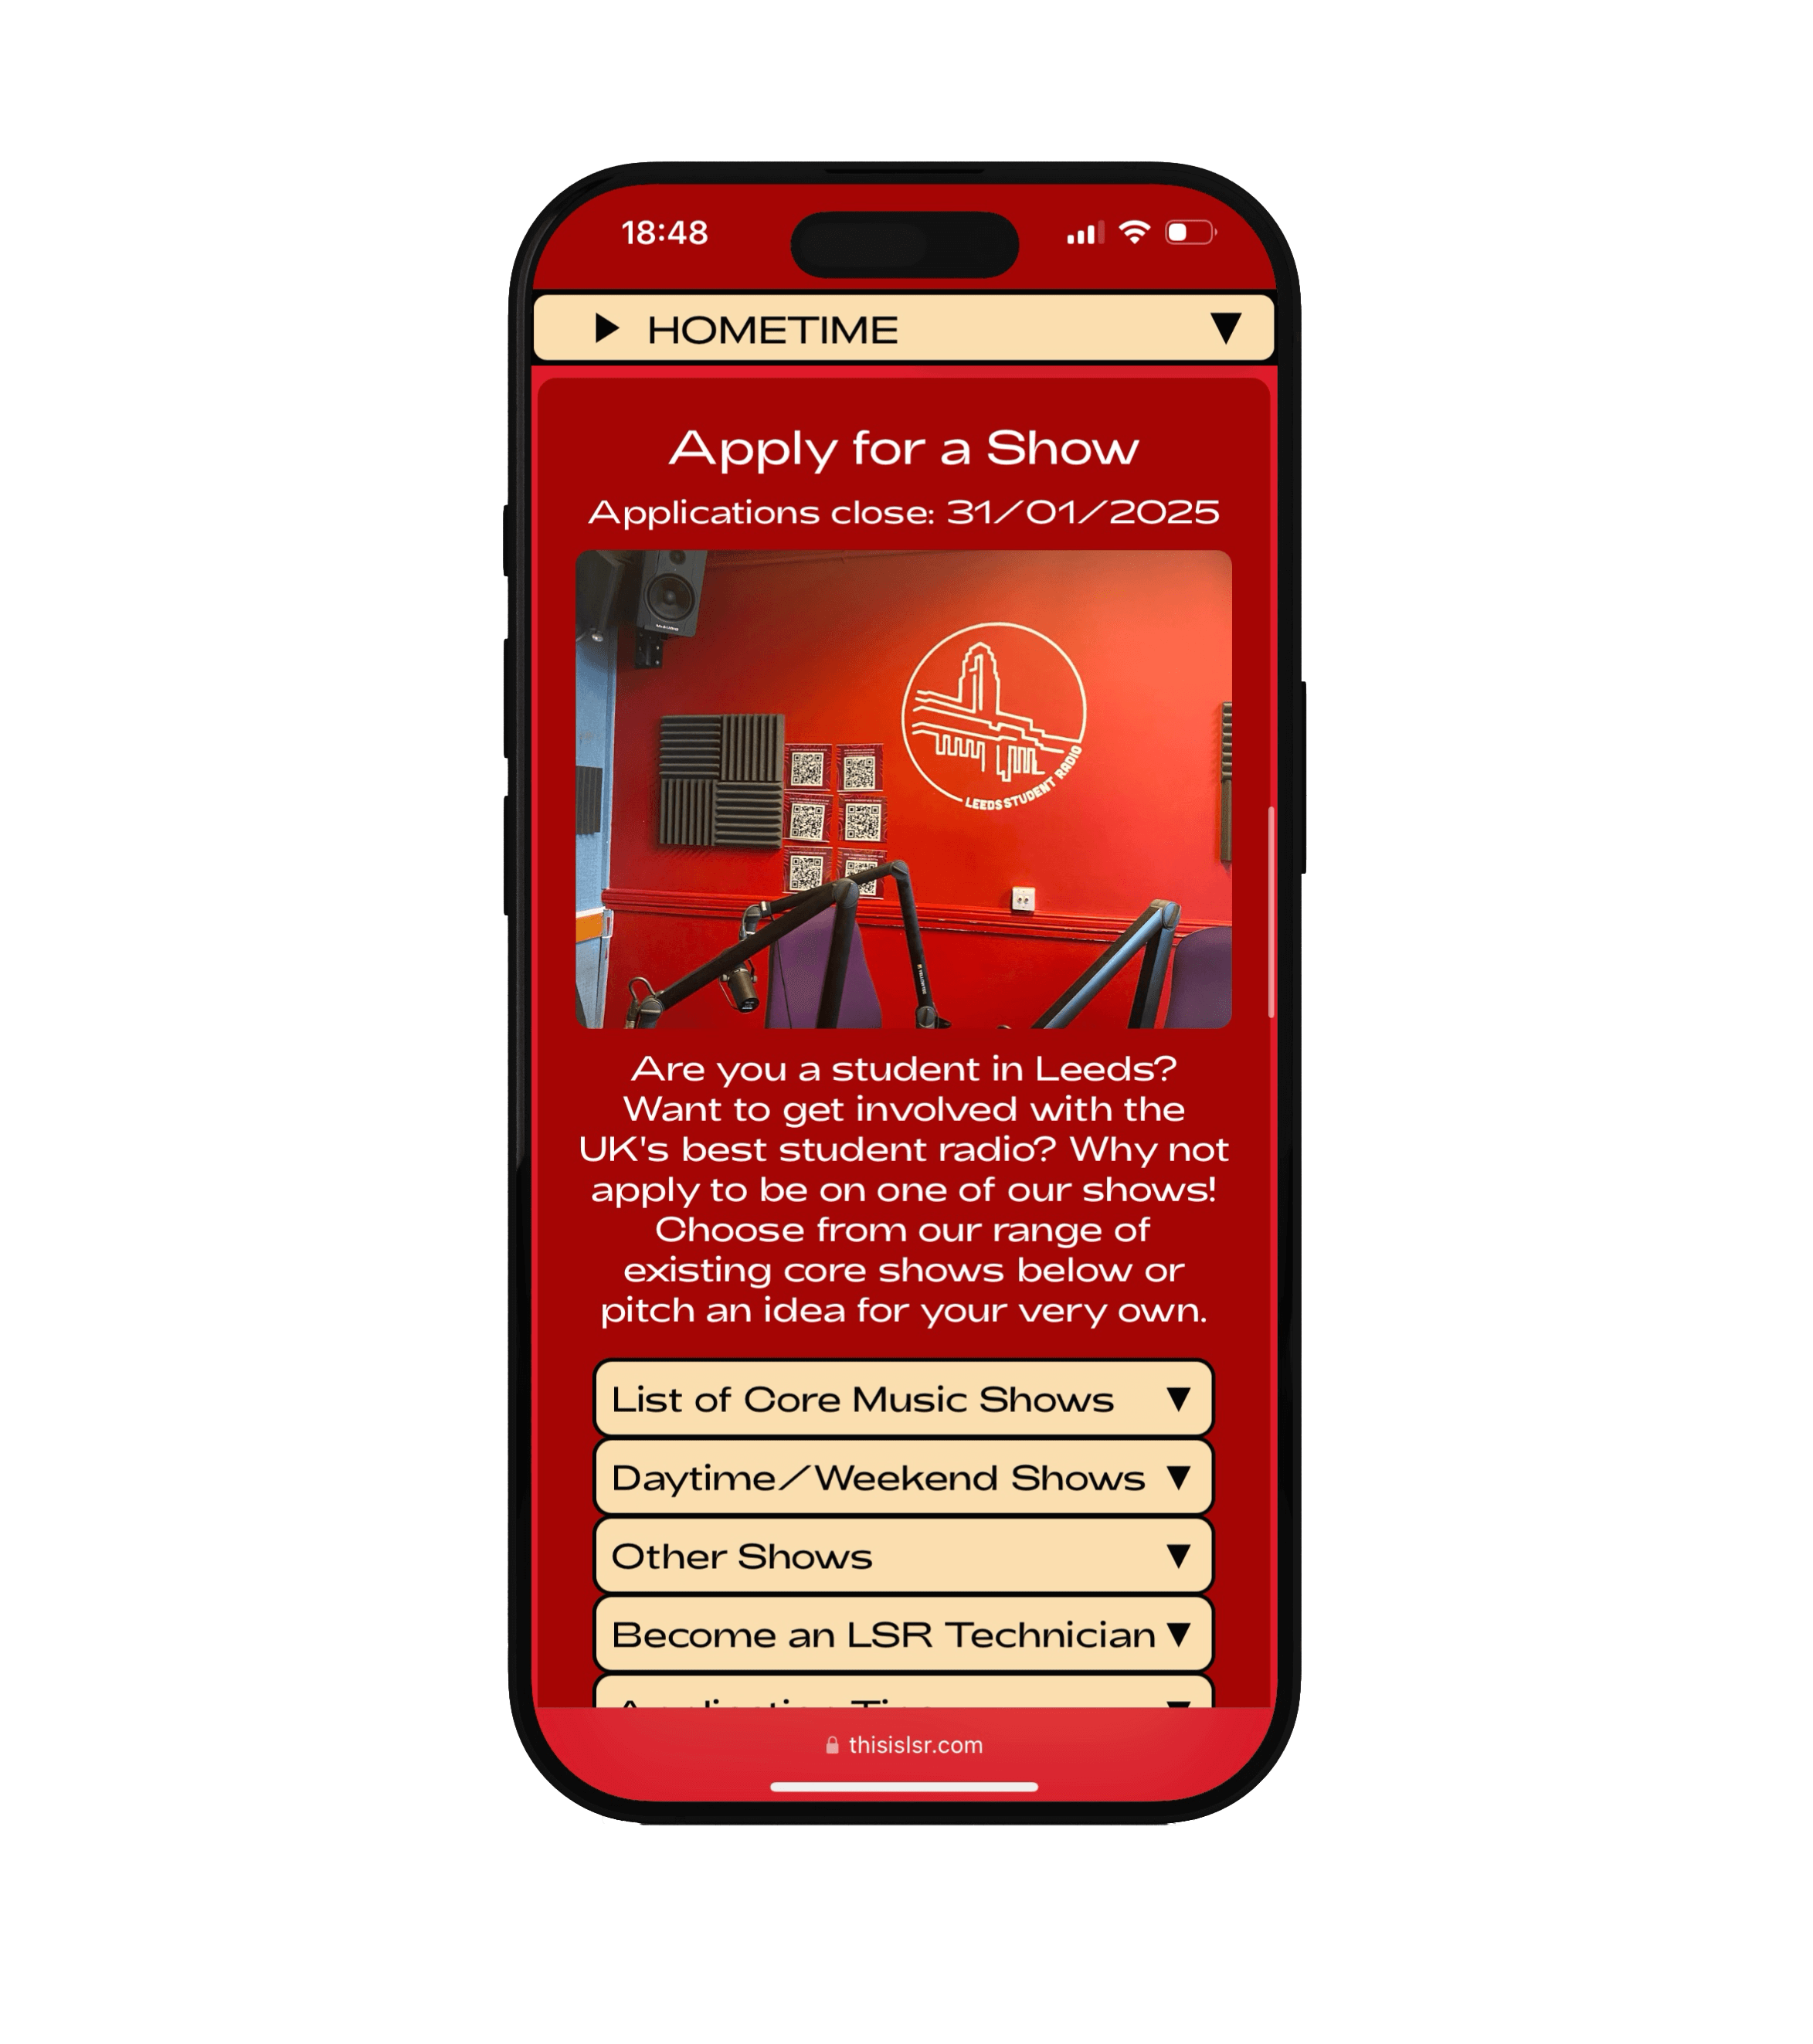 18:48
HOMETIME
Apply for a Show
Applications close: 31/01/2025
LEEDS STUDENT RADIO
Are you a student in Leeds?
Want to get involved with the
UK's best student radio? Why not
apply to be on one of our shows!
Choose from our range of
existing core shows below or
pitch an idea for your very own.
List of Core Music Shows
Daytime/Weekend Shows
Other Shows
Become an LSR Technician
thisislsr.com